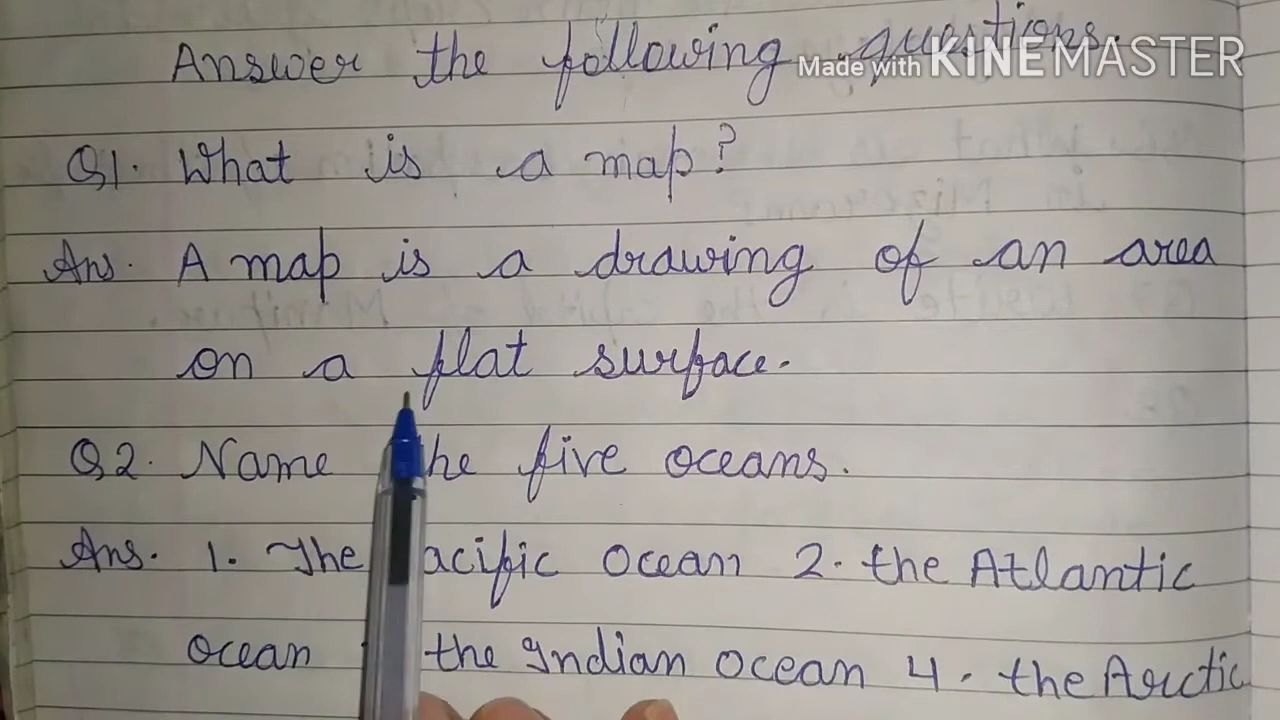 Answer the following questions.
Made with KINEMASTER
Q1. What is a map?
Ans. A map is a drawing of an area
on a flat surface.
Q2. Name the five oceans.
Ans. 1. The Pacific Ocean 2. the Atlantic
Ocean the Indian Ocean 4. the Arctic